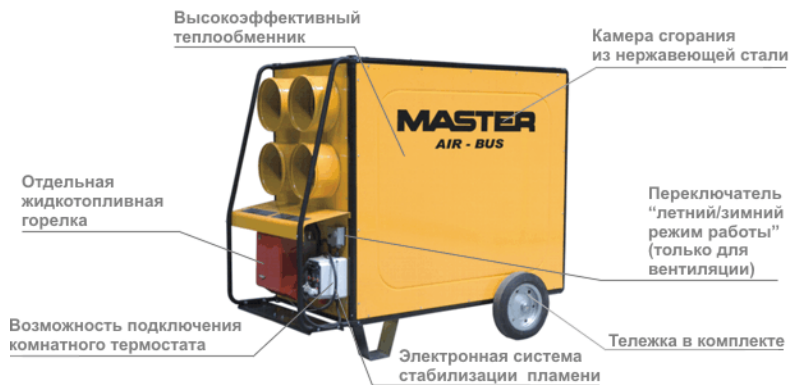 Высокоэффективный
теплообменник
Камера сгорания
из нержавеющей стали
MASTER
AIR - BUS
Отдельная
жидкотопливная
горелка
Переключатель
“летний/зимний
режим работы”
(только для
вентиляции)
Возможность подключения
комнатного термостата
Электронная система
стабилизации пламени
Тележка в комплекте